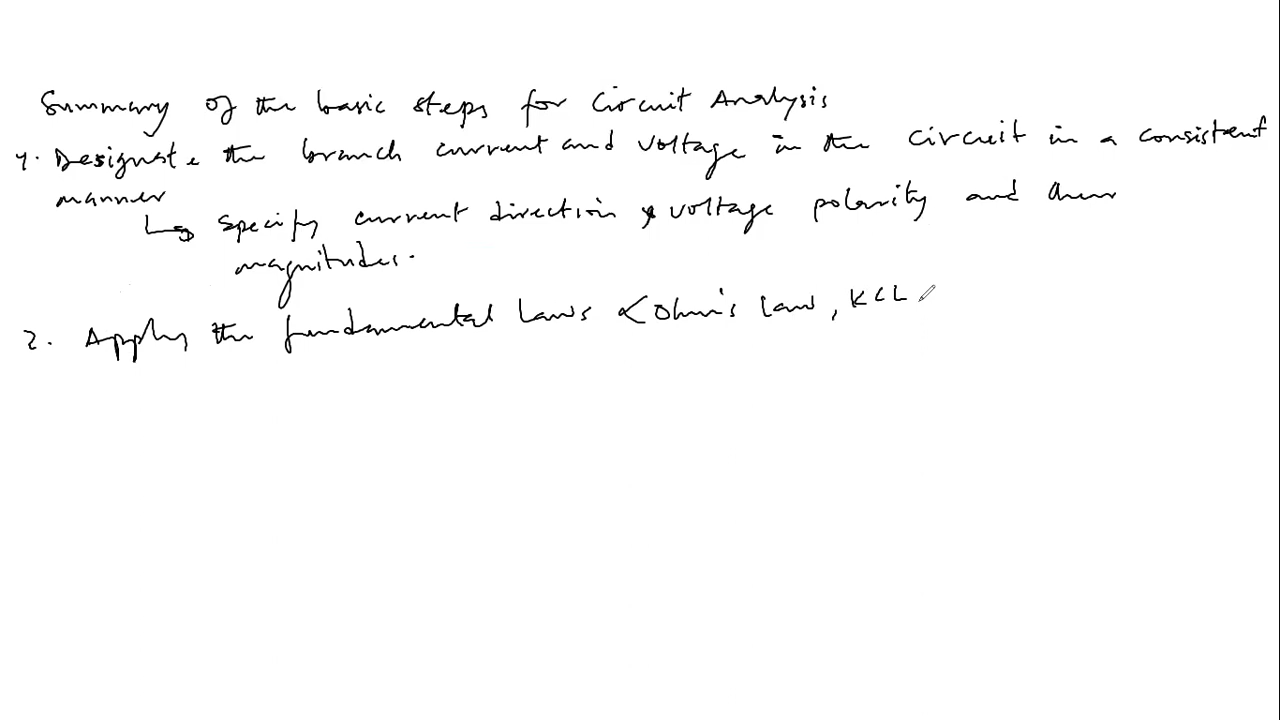 Summary of the basic steps for Circuit Analysis
1. Designate the branch current and voltage in the circuit in a consistent
manner
↳ Specify current direction & voltage polarity and their
magnitudes.
2. Apply the fundamental laws < Ohm's law, KCL